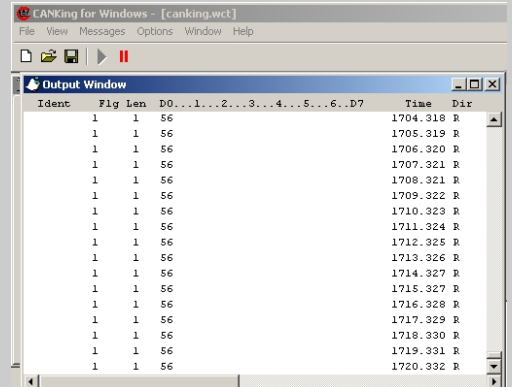 CANKing for Windows - [canking.wct]
File View Messages Options Window Help
Output Window
Ident Flg Len D0...1...2...3...4...5...6..D7 Time Dir
1 1 56 1704.318 R
1 1 56 1705.319 R
1 1 56 1706.320 R
1 1 56 1707.321 R
1 1 56 1708.321 R
1 1 56 1709.322 R
1 1 56 1710.323 R
1 1 56 1711.324 R
1 1 56 1712.325 R
1 1 56 1713.326 R
1 1 56 1714.327 R
1 1 56 1715.327 R
1 1 56 1716.328 R
1 1 56 1717.329 R
1 1 56 1718.330 R
1 1 56 1719.331 R
1 1 56 1720.332 R